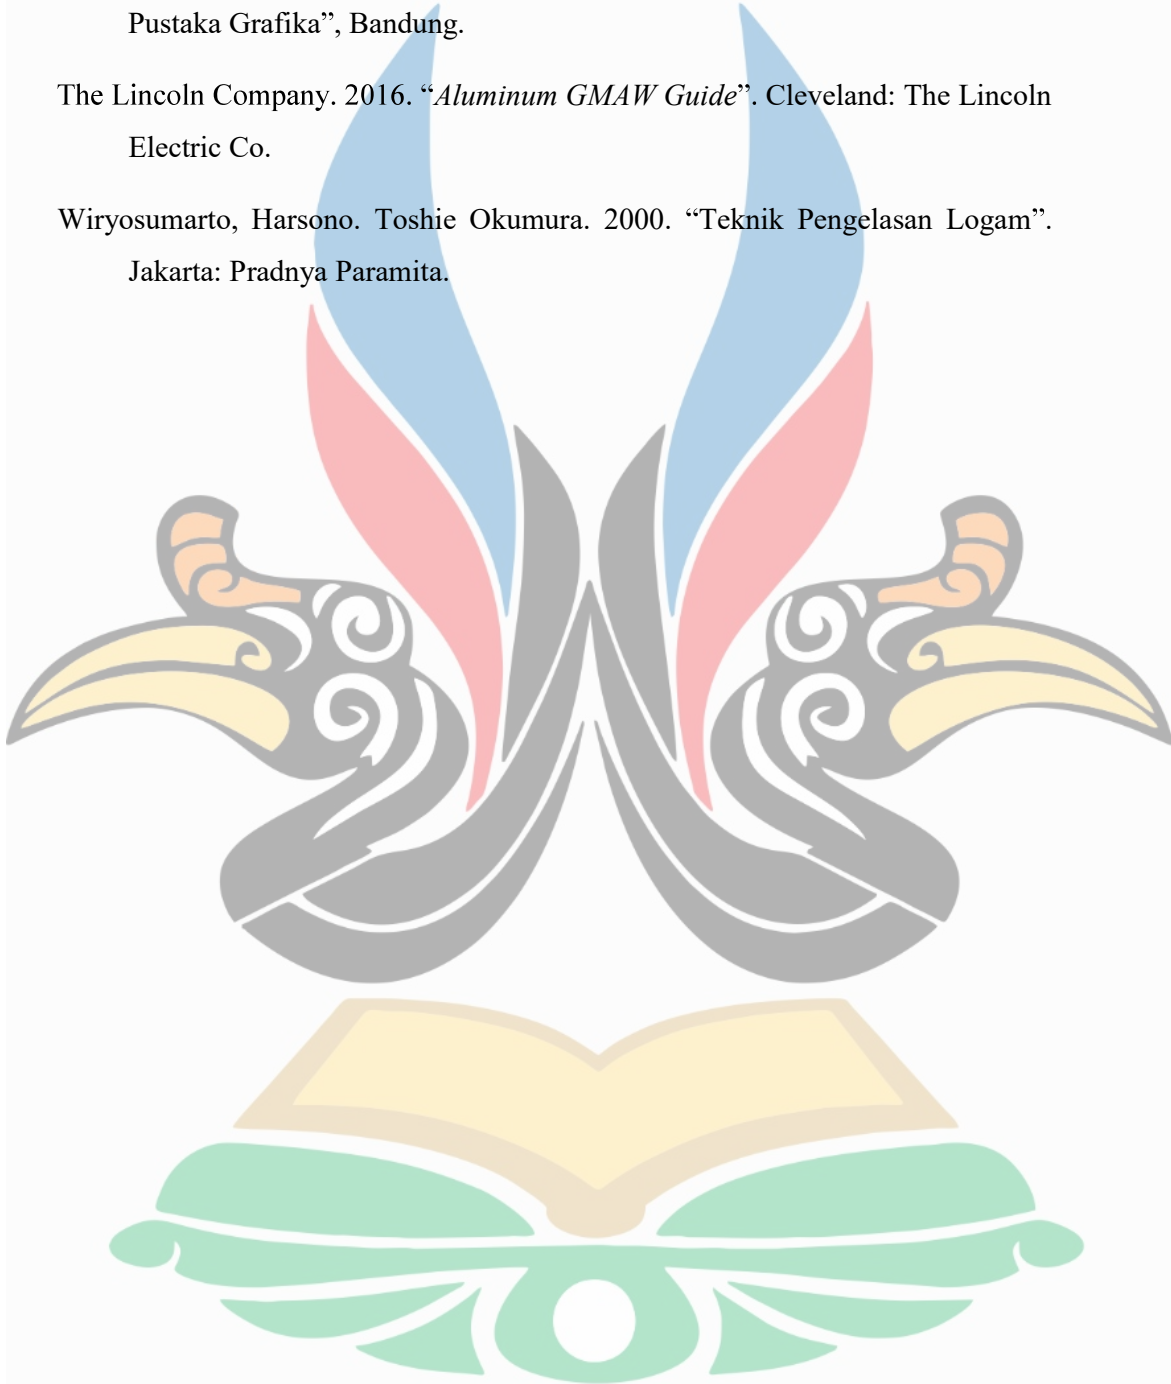 Pustaka Grafika”, Bandung.
The Lincoln Company. 2016. “Aluminum GMAW Guide”. Cleveland: The Lincoln
Electric Co.
Wiryosumarto, Harsono. Toshie Okumura. 2000. “Teknik Pengelasan Logam”.
Jakarta: Pradnya Paramita.